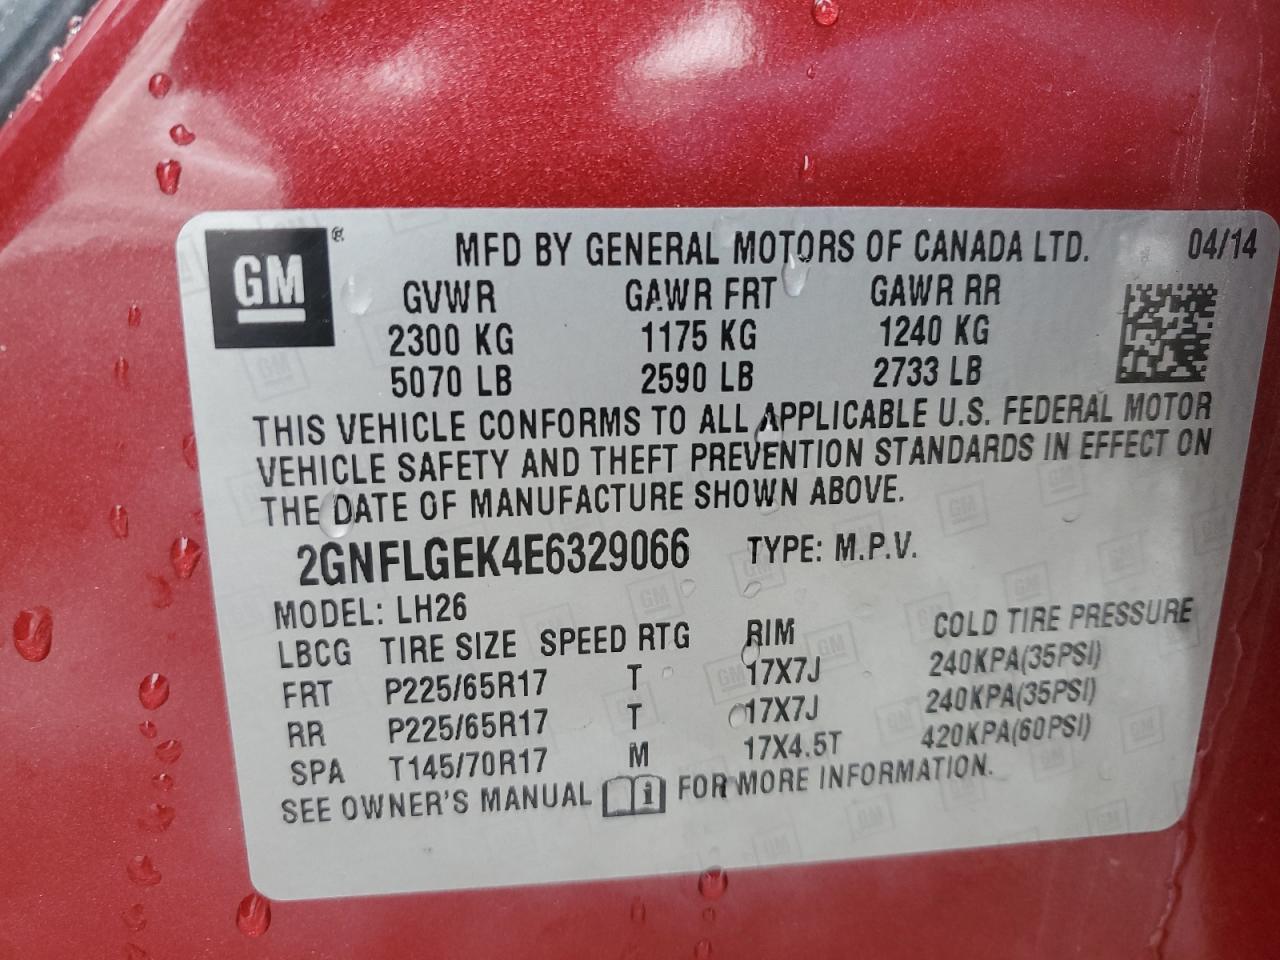 GM ® MFD BY GENERAL MOTORS OF CANADA LTD. 04/14
GVWR GAWR FRT GAWR RR
2300 KG 1175 KG 1240 KG
5070 LB 2590 LB 2733 LB
THIS VEHICLE CONFORMS TO ALL APPLICABLE U.S. FEDERAL MOTOR
VEHICLE SAFETY AND THEFT PREVENTION STANDARDS IN EFFECT ON
THE DATE OF MANUFACTURE SHOWN ABOVE.
2GNFLGEK4E6329066 TYPE: M.P.V.
MODEL: LH26
LBCG TIRE SIZE SPEED RTG RIM COLD TIRE PRESSURE
FRT P225/65R17 T 17X7J 240KPA(35PSI)
RR P225/65R17 T 17X7J 240KPA(35PSI)
SPA T145/70R17 M 17X4.5T 420KPA(60PSI)
SEE OWNER'S MANUAL i FOR MORE INFORMATION.